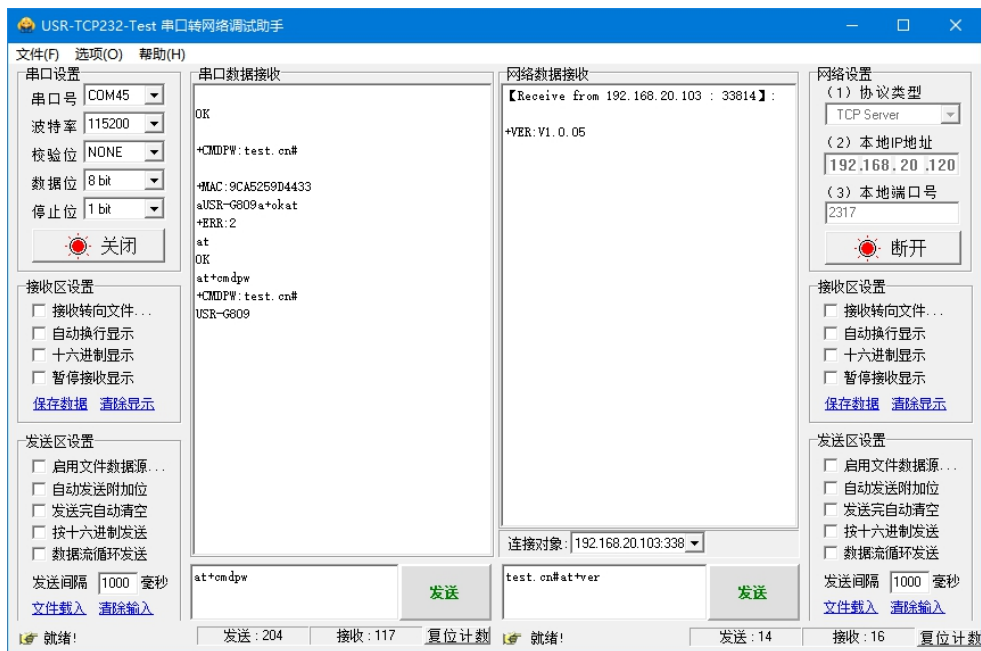 USR-TCP232-Test 串口转网络调试助手
文件(F) 选项(O) 帮助(H)
串口设置
串口号 COM45
波特率 115200
校验位 NONE
数据位 8 bit
停止位 1 bit
关闭
接收区设置
接收转向文件...
自动换行显示
十六进制显示
暂停接收显示
保存数据 清除显示
发送区设置
启用文件数据源...
自动发送附加位
发送完自动清空
按十六进制发送
数据流循环发送
发送间隔 1000 毫秒
文件载入 清除输入
就绪!
串口数据接收
OK
+CMDPW:test.cn#
+MAC:9CA5259D4433
aUSR-G809a+okat
+ERR:2
at
OK
at+cmdpw
+CMDPW:test.cn#
USR-G809
at+cmdpw
发送
发送 : 204 接收 : 117 复位计数
网络数据接收
【Receive from 192.168.20.103 : 33814】:
+VER:V1.0.05
连接对象: 192.168.20.103:338
test.cn#at+ver
发送
就绪!
发送 : 14 接收 : 16 复位计数
网络设置
(1) 协议类型
TCP Server
(2) 本地IP地址
192.168. 20 .120
(3) 本地端口号
2317
断开
接收区设置
接收转向文件...
自动换行显示
十六进制显示
暂停接收显示
保存数据 清除显示
发送区设置
启用文件数据源...
自动发送附加位
发送完自动清空
按十六进制发送
数据流循环发送
发送间隔 1000 毫秒
文件载入 清除输入